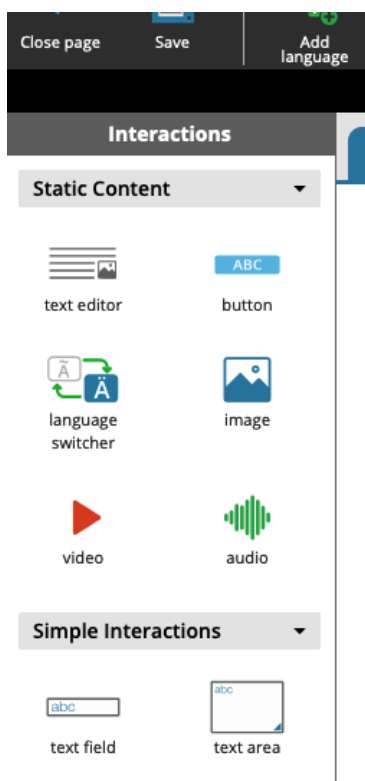 Close page
Save
Add
language
Interactions
Static Content
text editor
ABC
button
Ã
Ä
language
switcher
image
video
audio
Simple Interactions
abc
text field
abc
text area